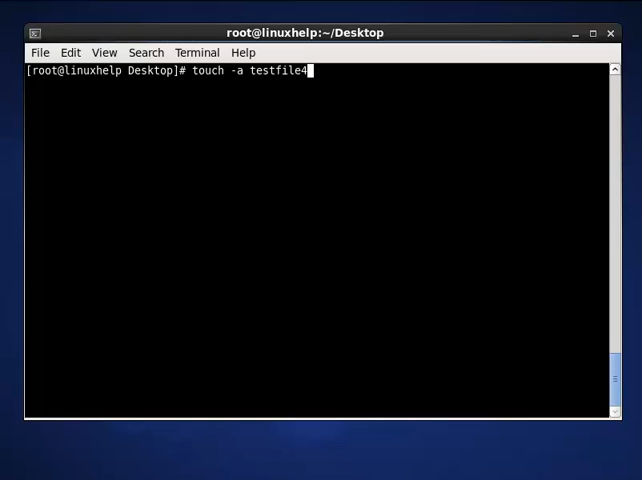 root@linuxhelp:~/Desktop
File Edit View Search Terminal Help
[root@linuxhelp Desktop]# touch -a testfile4